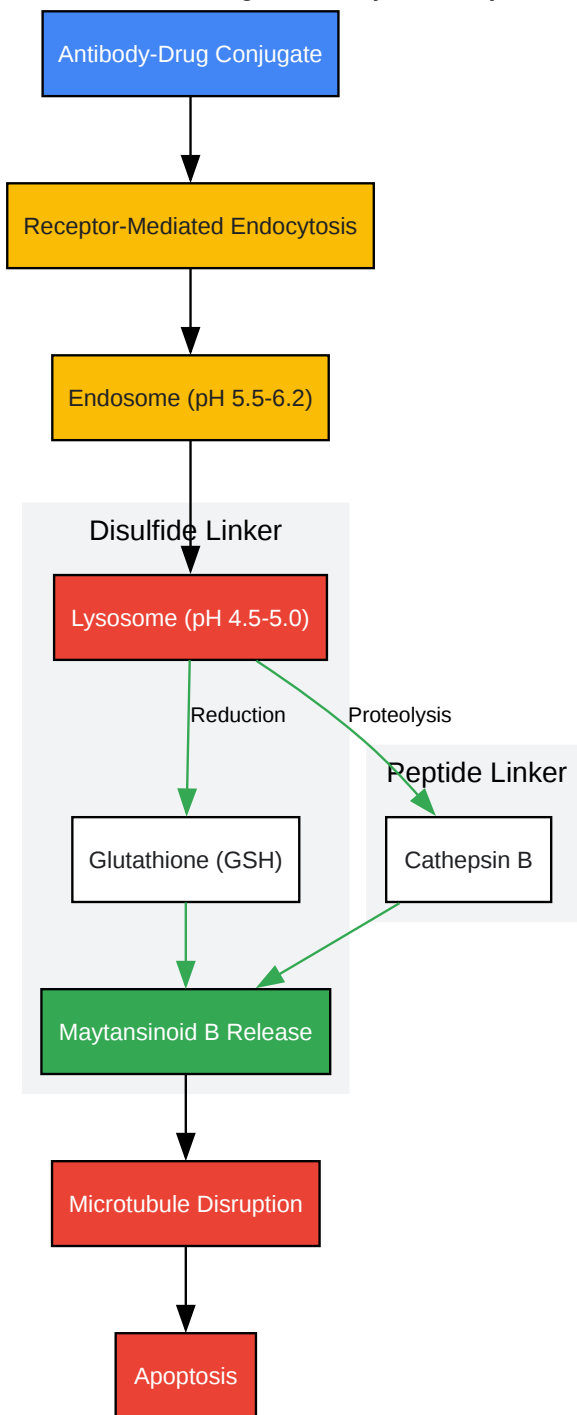 Antibody-Drug Conjugate
Receptor-Mediated Endocytosis
Endosome (pH 5.5-6.2)
Disulfide Linker
Lysosome (pH 4.5-5.0)
Reduction
Proteolysis
Peptide Linker
Glutathione (GSH)
Cathepsin B
Maytansinoid B Release
Microtubule Disruption
Apoptosis